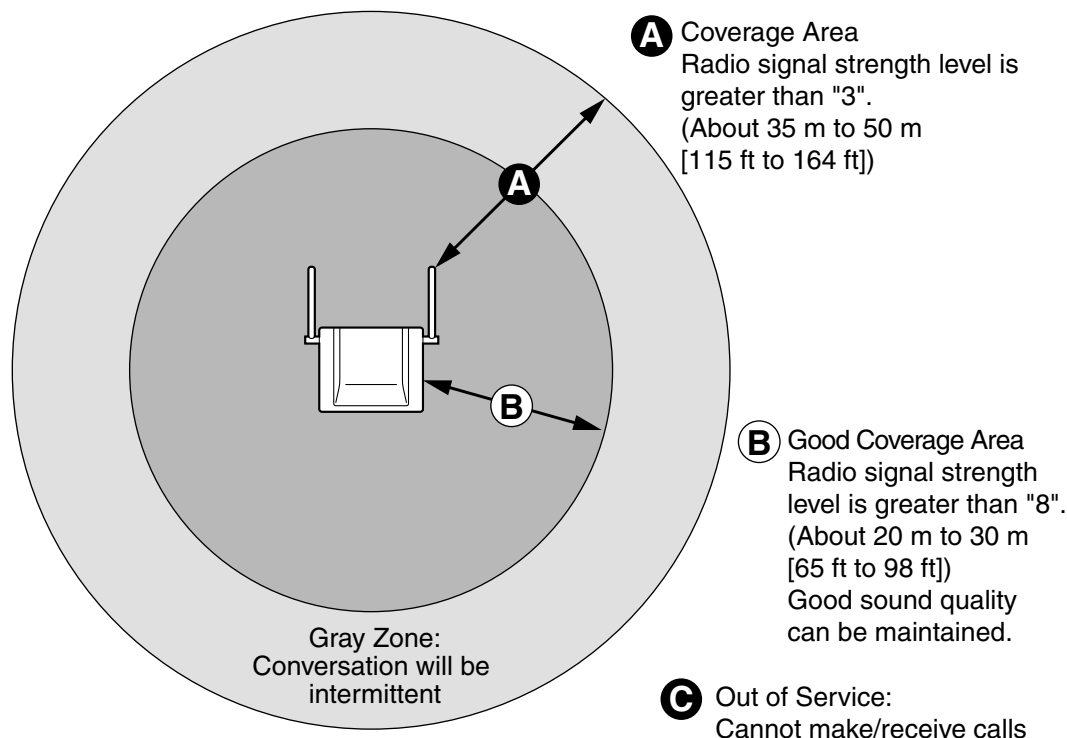 A Coverage Area
Radio signal strength level is
greater than "3".
(About 35 m to 50 m
[115 ft to 164 ft])
A
B
B Good Coverage Area
Radio signal strength
level is greater than "8".
(About 20 m to 30 m
[65 ft to 98 ft])
Good sound quality
can be maintained.
Gray Zone:
Conversation will be
intermittent
C Out of Service:
Cannot make/receive calls